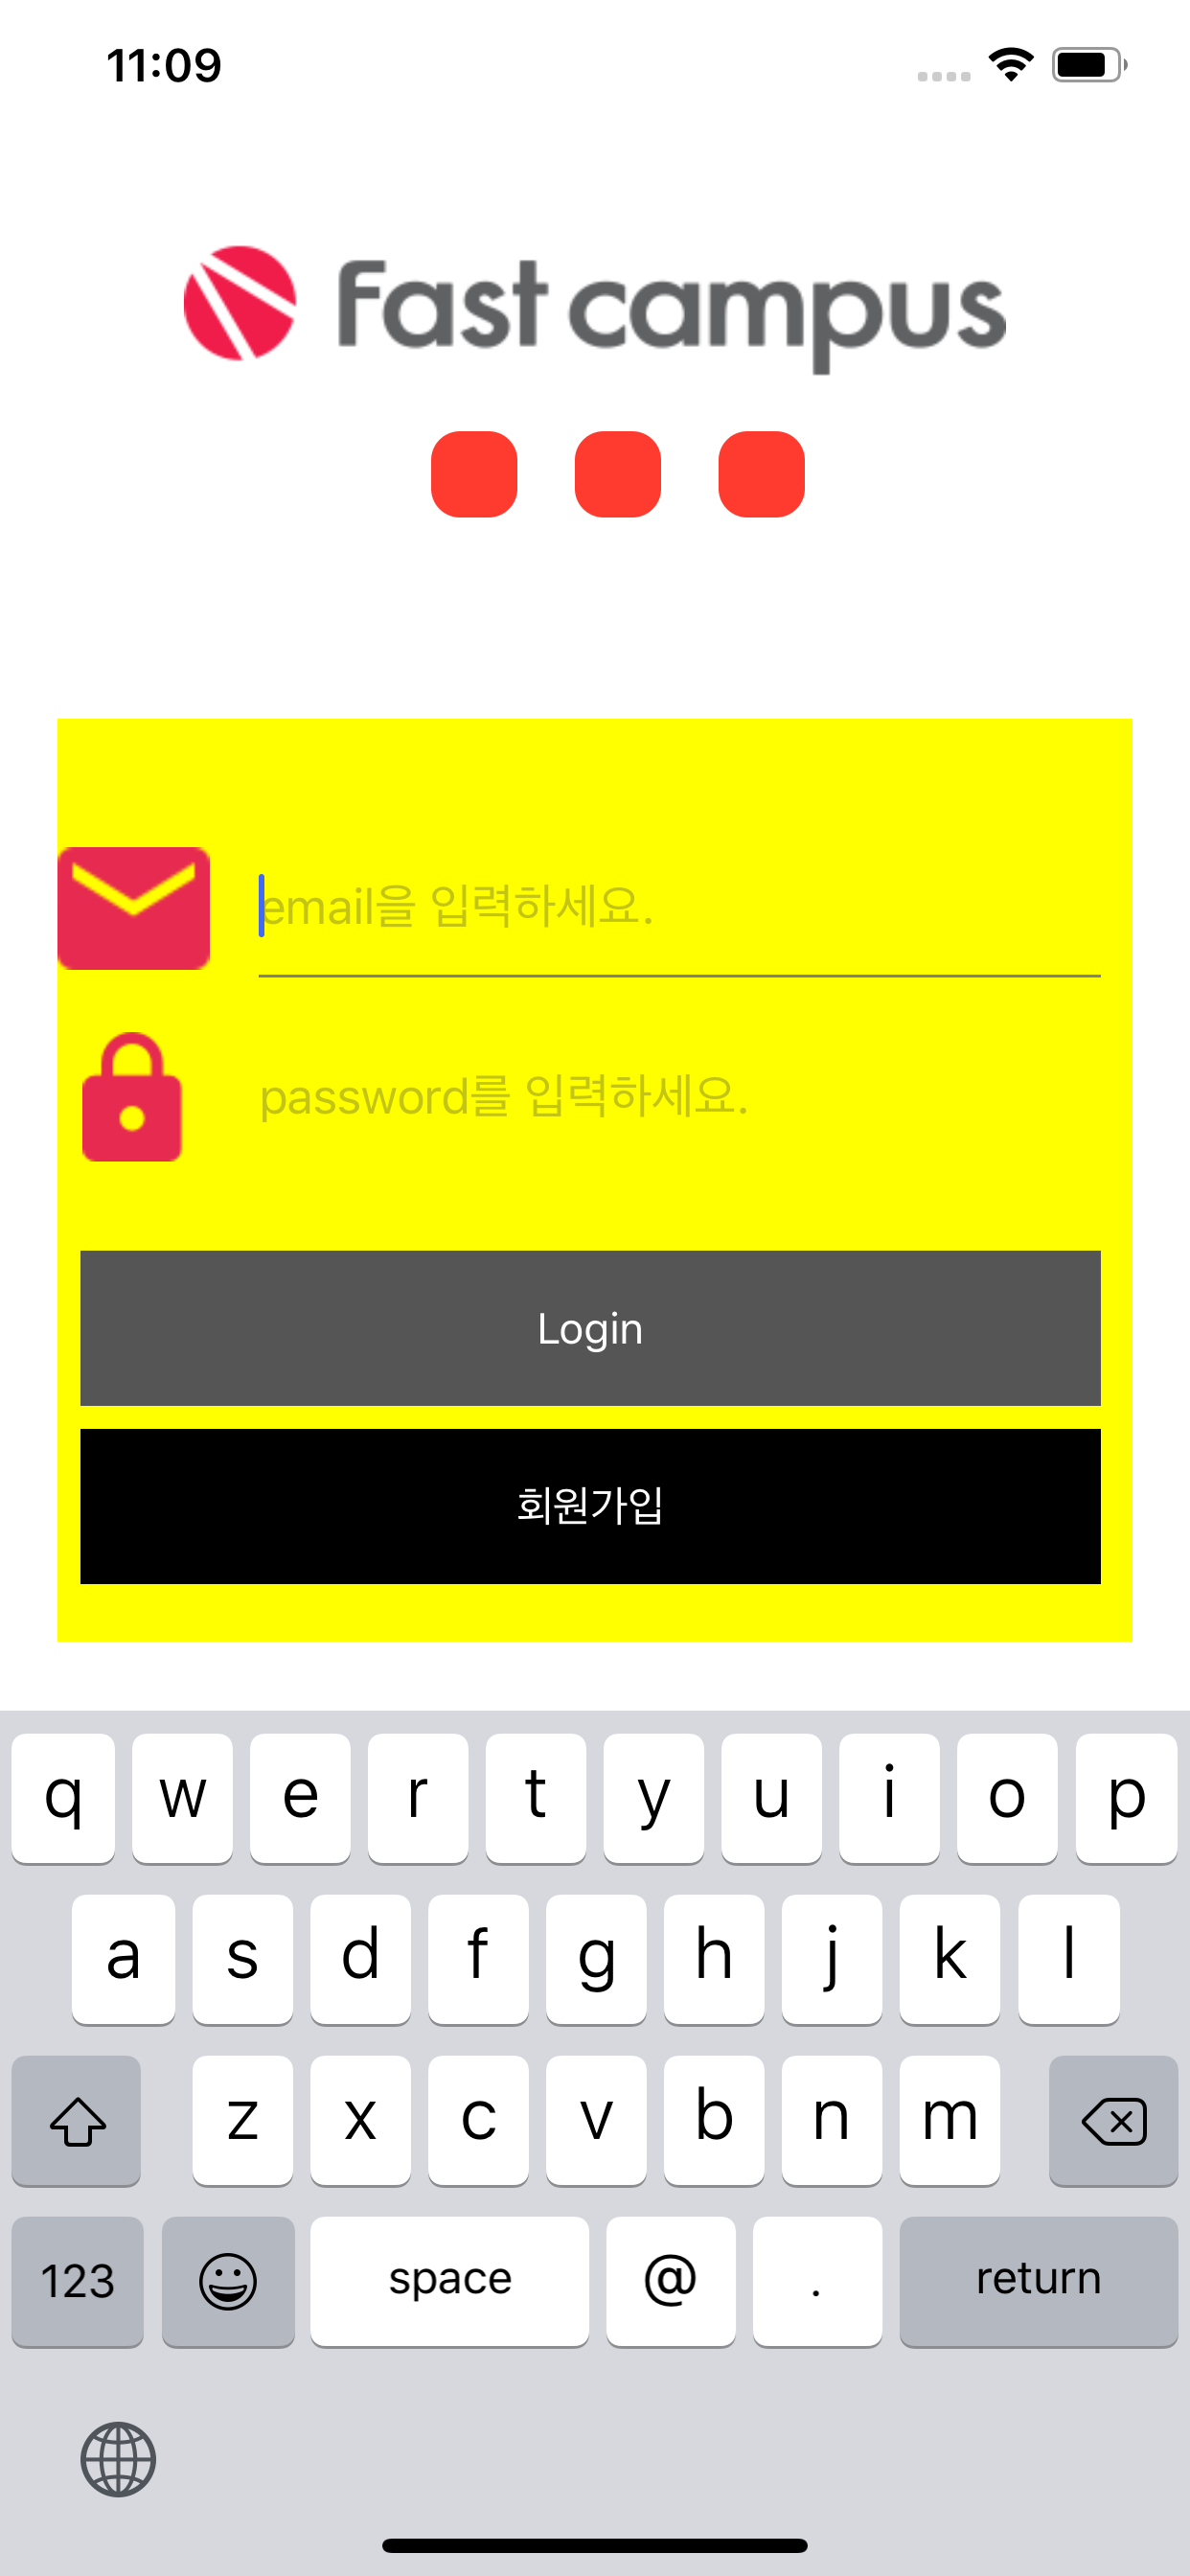 11:09
Fast campus
email을 입력하세요.
password를 입력하세요.
Login
회원가입
q w e r t y u i o p
a s d f g h j k l
z x c v b n m
123 space @ . return